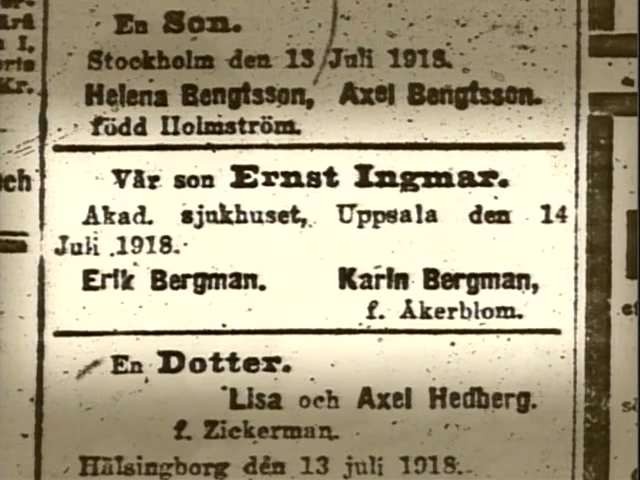 En Son.
Stockholm den 13 Juli 1918.
Helena Bengtsson, Axel Bengtsson.
född Holmström.
Vår son Ernst Ingmar.
Akad. sjukhuset, Uppsala den 14
Juli 1918.
Erik Bergman. Karin Bergman,
f. Åkerblom.
En Dotter.
Lisa och Axel Hedberg.
f. Zickerman.
Hälsingborg den 13 juli 1918.